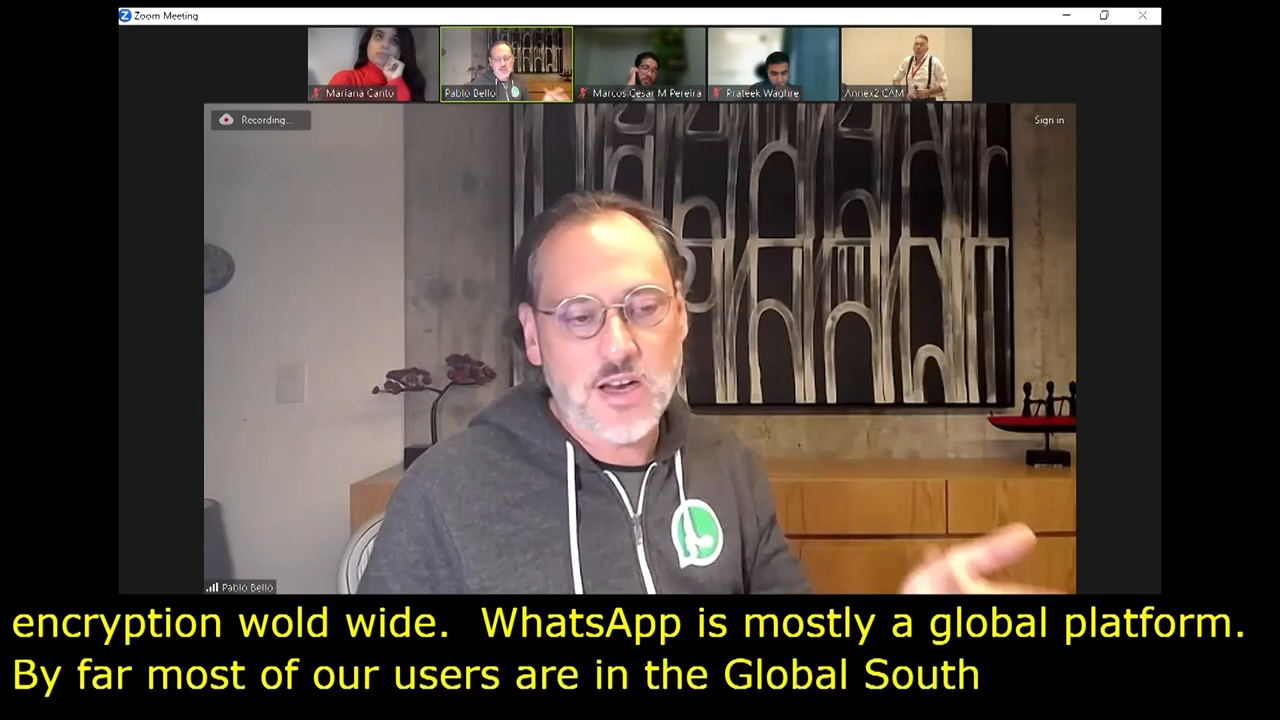 Zoom Meeting
Mariana Canto
Pablo Bello
Marcos Cesar M Pereira
Prateek Waghre
Annex2 CAM
Recording...
Sign in
Pablo Bello
encryption wold wide. WhatsApp is mostly a global platform.
By far most of our users are in the Global South